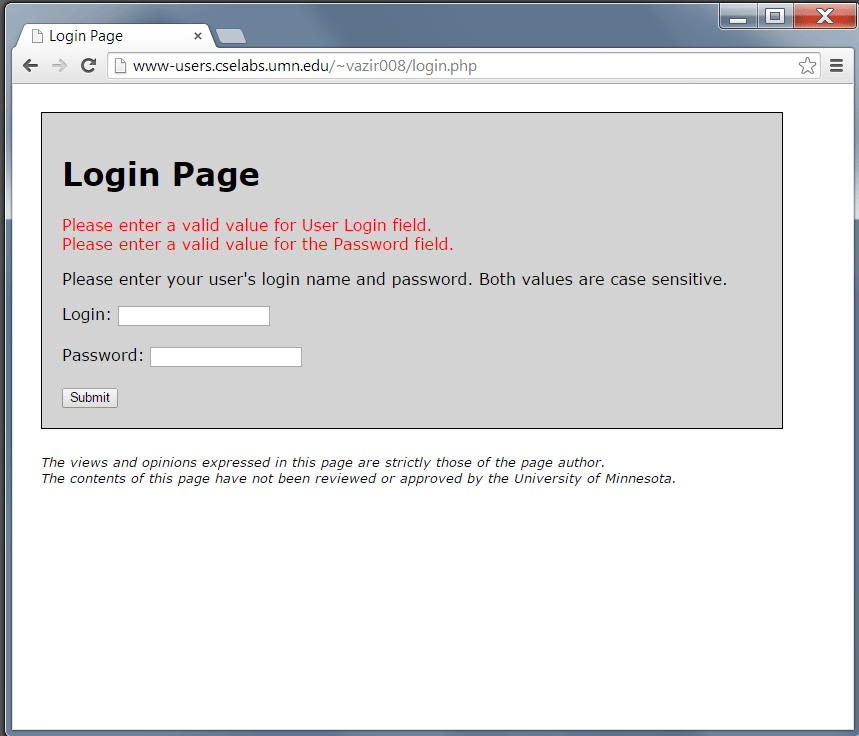 Login Page
www-users.cselabs.umn.edu/~vazir008/login.php
Login Page
Please enter a valid value for User Login field.
Please enter a valid value for the Password field.
Please enter your user's login name and password. Both values are case sensitive.
Login:
Password:
Submit
The views and opinions expressed in this page are strictly those of the page author.
The contents of this page have not been reviewed or approved by the University of Minnesota.